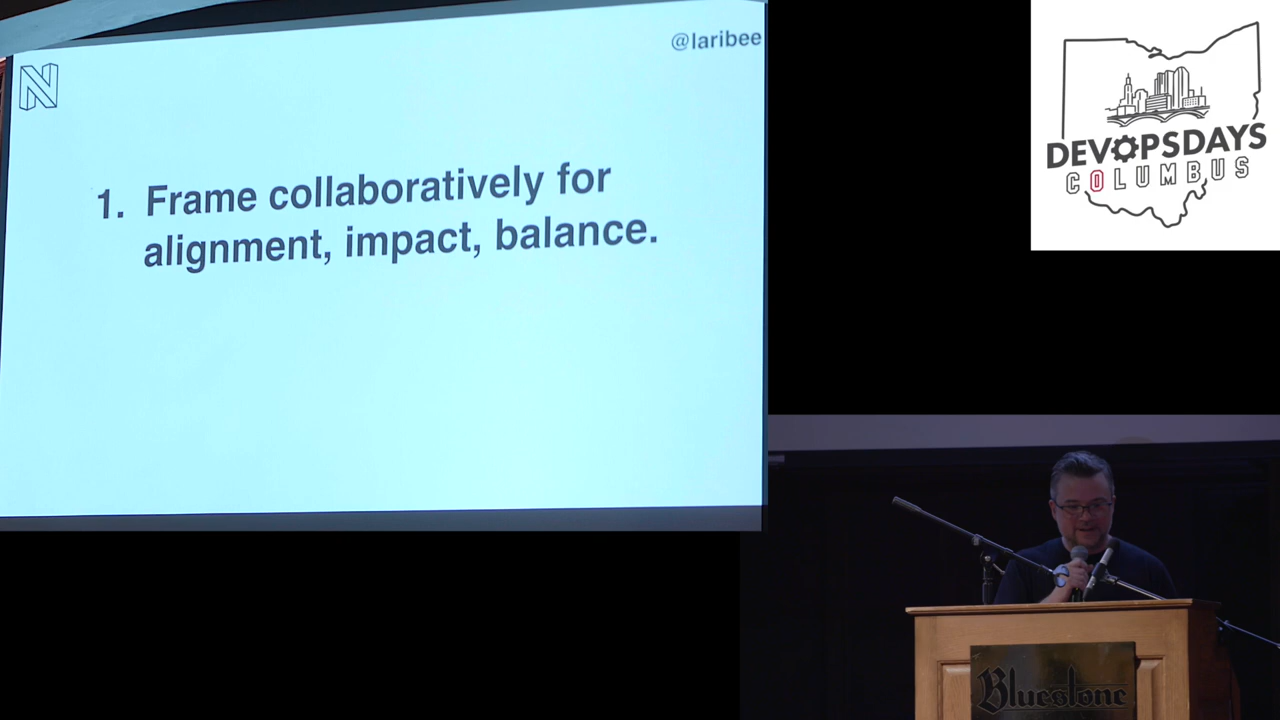 @laribee
N
1. Frame collaboratively for
alignment, impact, balance.
DEVOPSDAYS
COLUMBUS
Bluestone